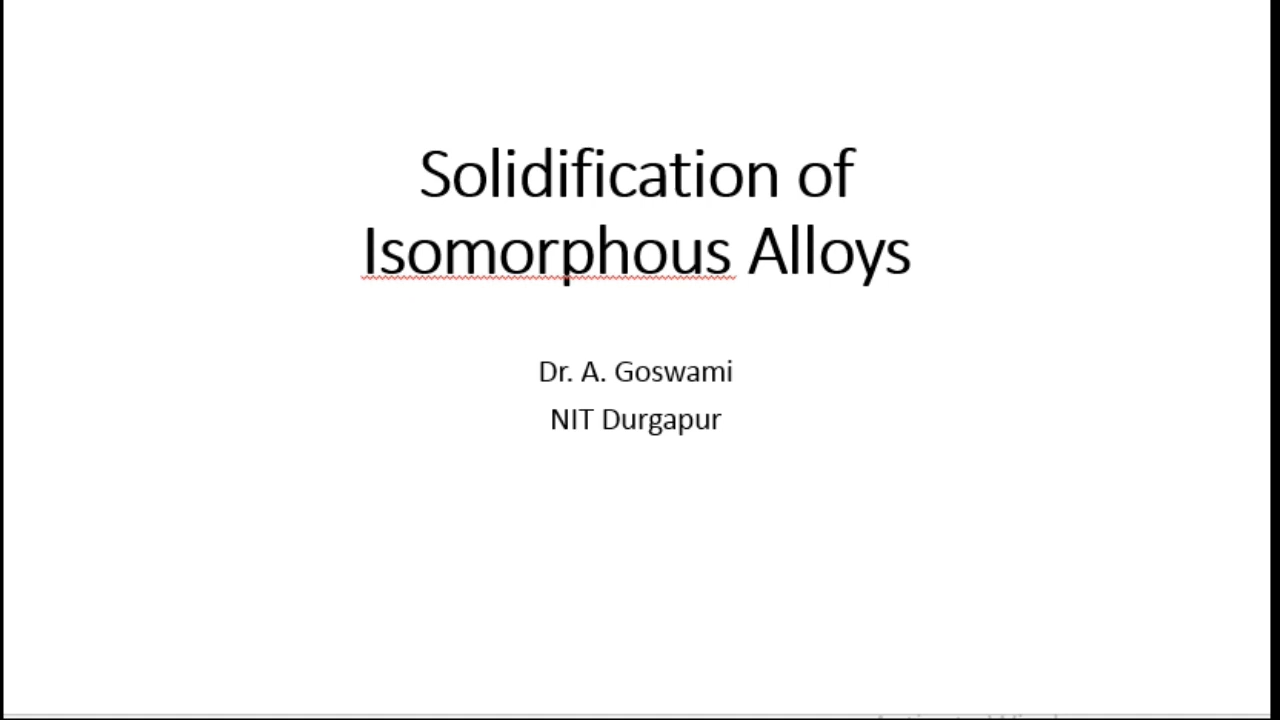 Solidification of
Isomorphous Alloys
Dr. A. Goswami
NIT Durgapur